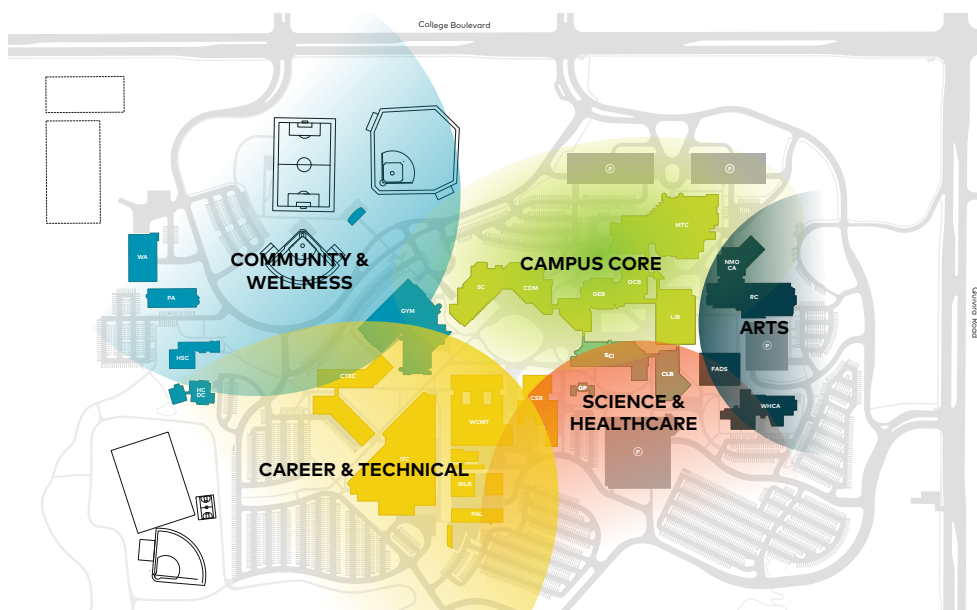 College Boulevard
P
P
MTC
WA
COMMUNITY &
WELLNESS
CAMPUS CORE
NMO
CA
OCB
SC
COM
GEB
PA
RC
GYM
LIB
ARTS
Quivira Road
P
HSC
SCI
CTEC
CLB
FADS
HC
DC
GP
CSB
SCIENCE &
HEALTHCARE
WHCA
WCMT
P
ITC
CAREER & TECHNICAL
WLB
PAL